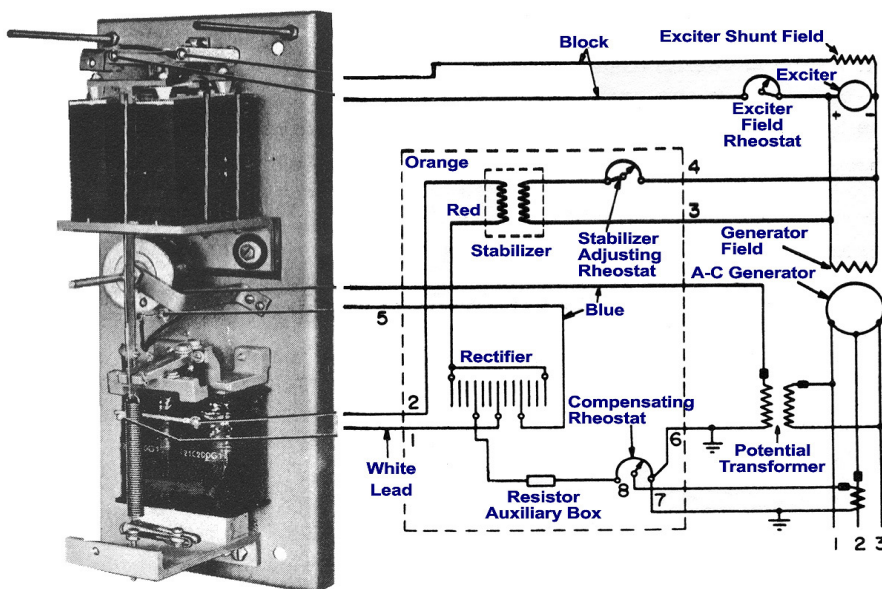 Exciter Shunt Field
Block
Exciter
+ -
Exciter
Field
Rheostat
Orange
4
Red
3
Stabilizer
Stabilizer
Adjusting
Rheostat
Generator
Field
A-C Generator
5
Blue
Rectifier
2
Compensating
Rheostat
1
6
White
Lead
Potential
Transformer
8
7
Resistor
Auxiliary Box
1 2 3